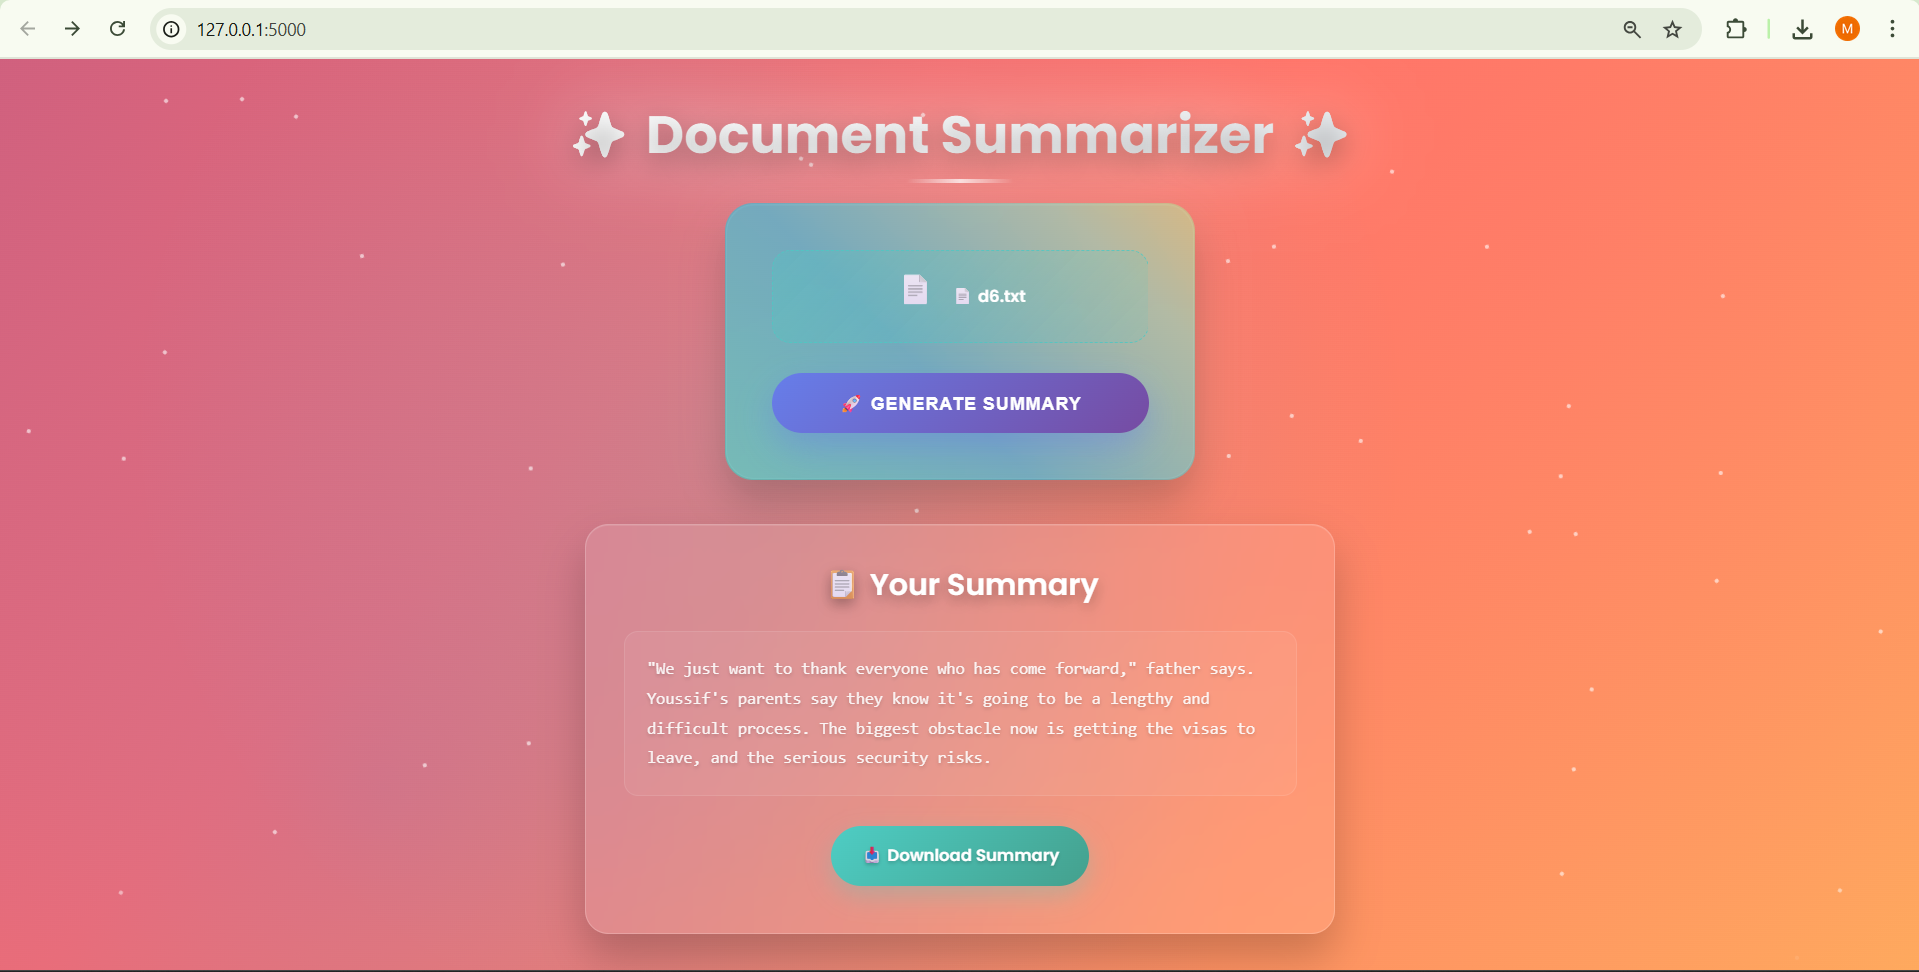 127.0.0.1:5000
M
✨ Document Summarizer ✨
📄 📄 d6.txt
🚀 GENERATE SUMMARY
📋 Your Summary
"We just want to thank everyone who has come forward," father says.
Youssif's parents say they know it's going to be a lengthy and
difficult process. The biggest obstacle now is getting the visas to
leave, and the serious security risks.
📥 Download Summary